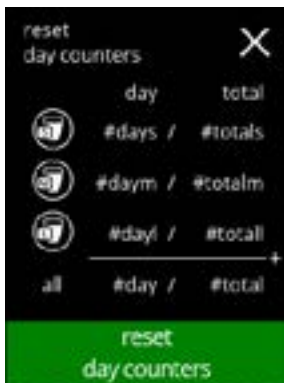 reset
day counters
day total
#days / #totals
#daym / #totalm
#dayl / #totall
+
all #day / #total
reset
day counters